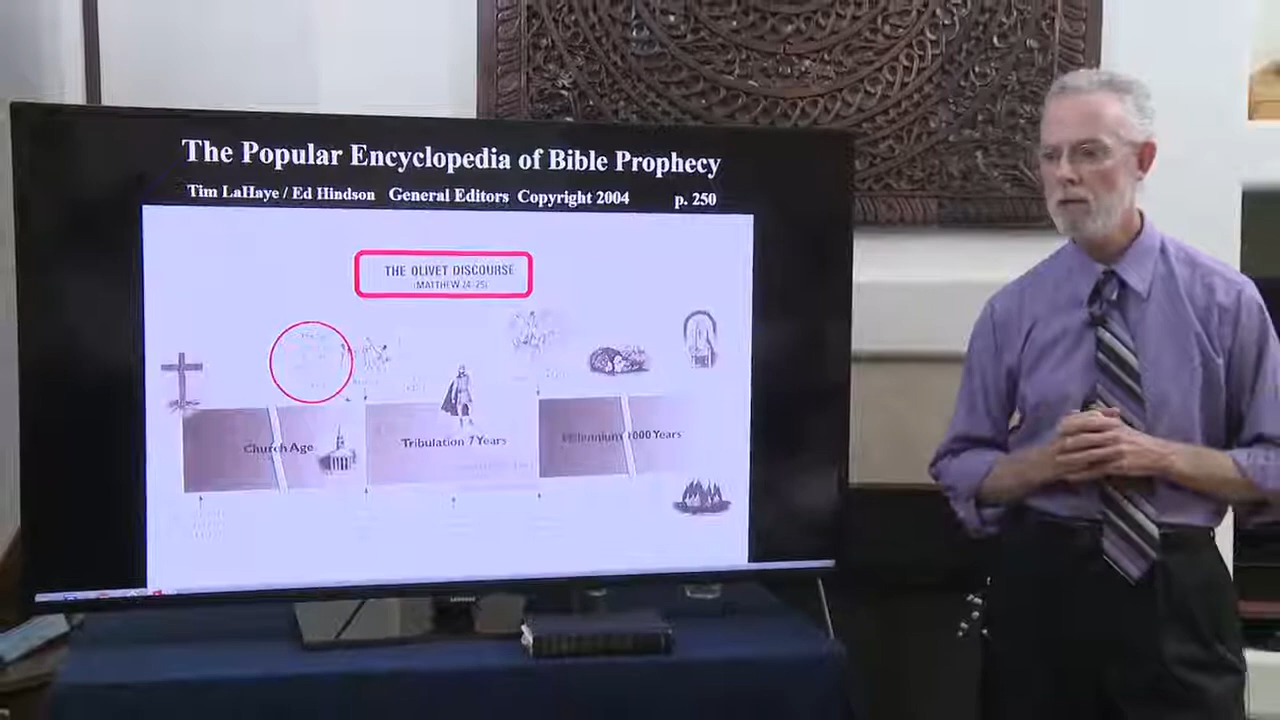 The Popular Encyclopedia of Bible Prophecy
Tim LaHaye / Ed Hindson General Editors Copyright 2004 p. 250
THE OLIVET DISCOURSE
(MATTHEW 24-25)
Church Age
Tribulation 7 Years
Millennium 1000 Years